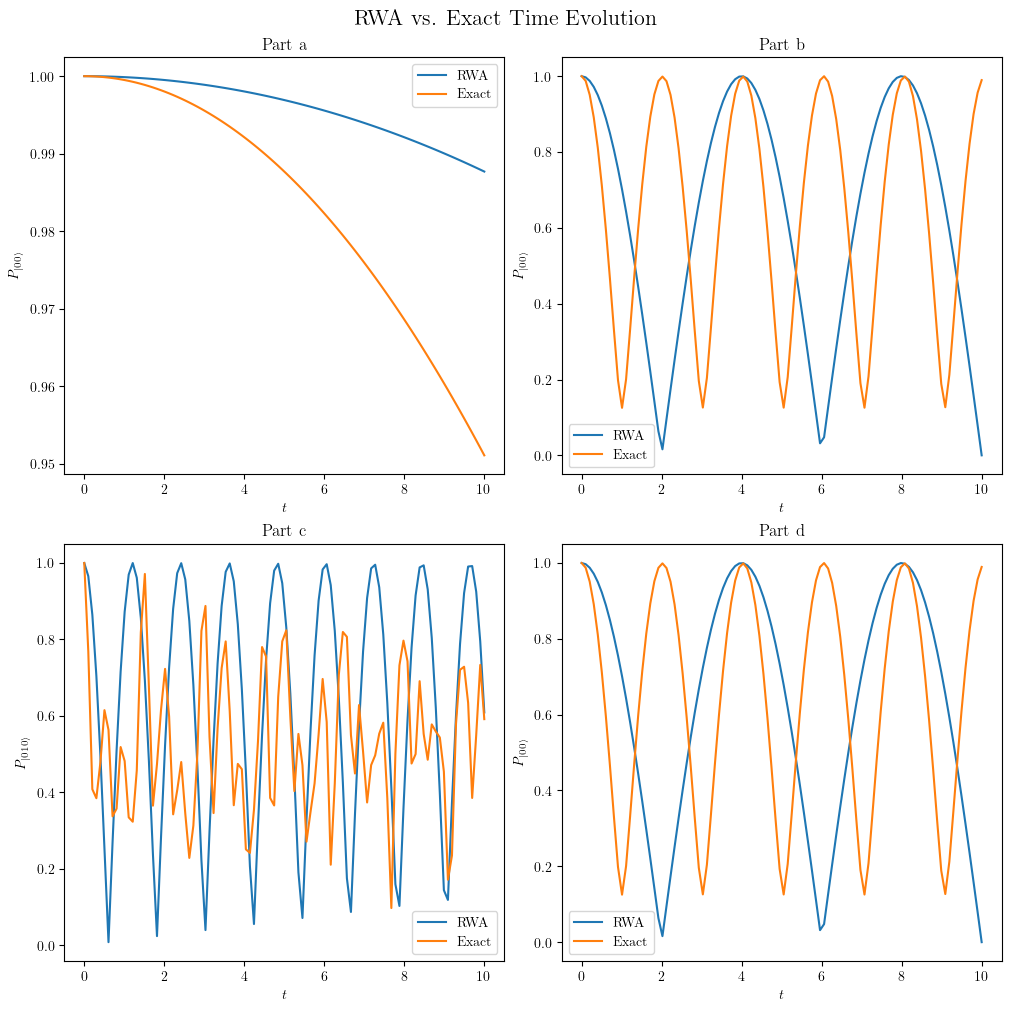 RWA vs. Exact Time Evolution
Part a
1.00
0.99
0.98
0.97
0.96
0.95
P|00⟩
0 2 4 6 8 10
t
RWA
Exact
Part b
1.0
0.8
0.6
0.4
0.2
0.0
P|00⟩
0 2 4 6 8 10
t
RWA
Exact
Part c
1.0
0.8
0.6
0.4
0.2
0.0
P|010⟩
0 2 4 6 8 10
t
RWA
Exact
Part d
1.0
0.8
0.6
0.4
0.2
0.0
P|00⟩
0 2 4 6 8 10
t
RWA
Exact